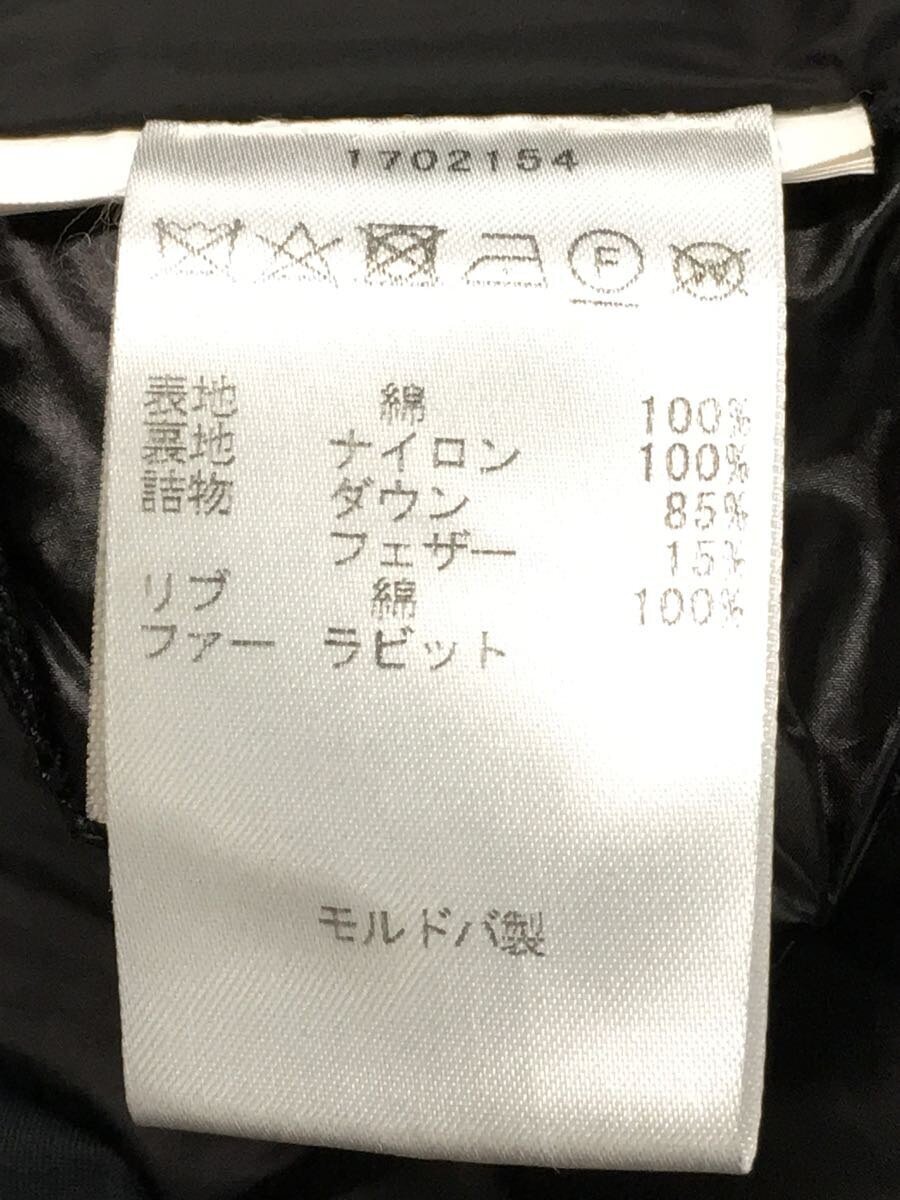 1702154
F
W
表地 綿 100%
裏地 ナイロン 100%
詰物 ダウン 85%
フェザー 15%
リブ 綿 100%
ファー ラビット
モルドバ製